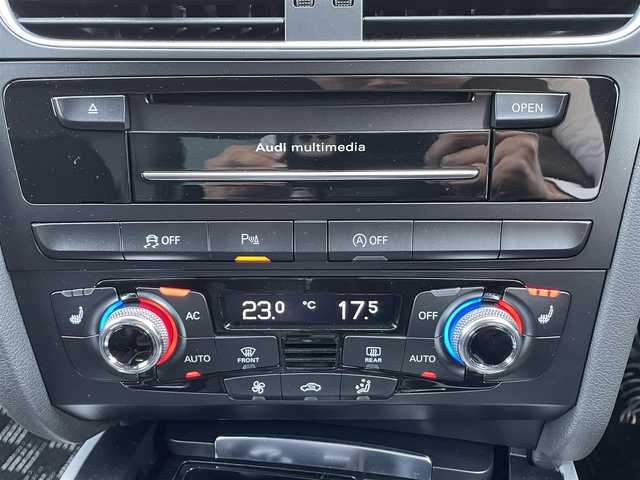 OPEN
Audi multimedia
OFF P A OFF
AC 23.0 °C 17.5 OFF
AUTO FRONT REAR AUTO